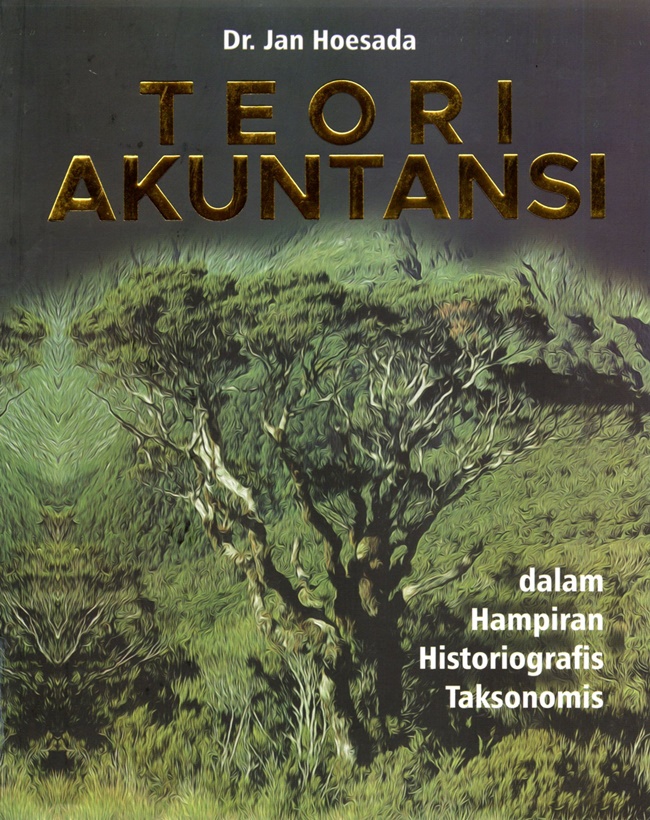 Dr. Jan Hoesada
TEORI
AKUNTANSI
dalam
Hampiran
Historiografis
Taksonomis